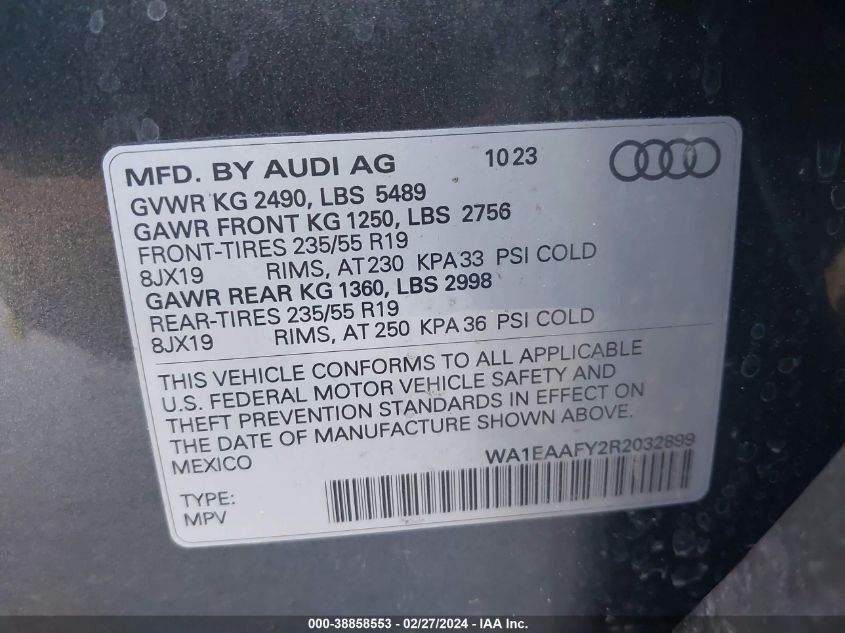 MFD. BY AUDI AG 10 23
GVWR KG 2490, LBS 5489
GAWR FRONT KG 1250, LBS 2756
FRONT-TIRES 235/55 R19
8JX19 RIMS, AT 230 KPA 33 PSI COLD
GAWR REAR KG 1360, LBS 2998
REAR-TIRES 235/55 R19
8JX19 RIMS, AT 250 KPA 36 PSI COLD
THIS VEHICLE CONFORMS TO ALL APPLICABLE
U.S. FEDERAL MOTOR VEHICLE SAFETY AND
THEFT PREVENTION STANDARDS IN EFFECT ON
THE DATE OF MANUFACTURE SHOWN ABOVE.
MEXICO WA1EAAFY2R2032899
TYPE:
MPV
000-38858553 - 02/27/2024 - IAA Inc.